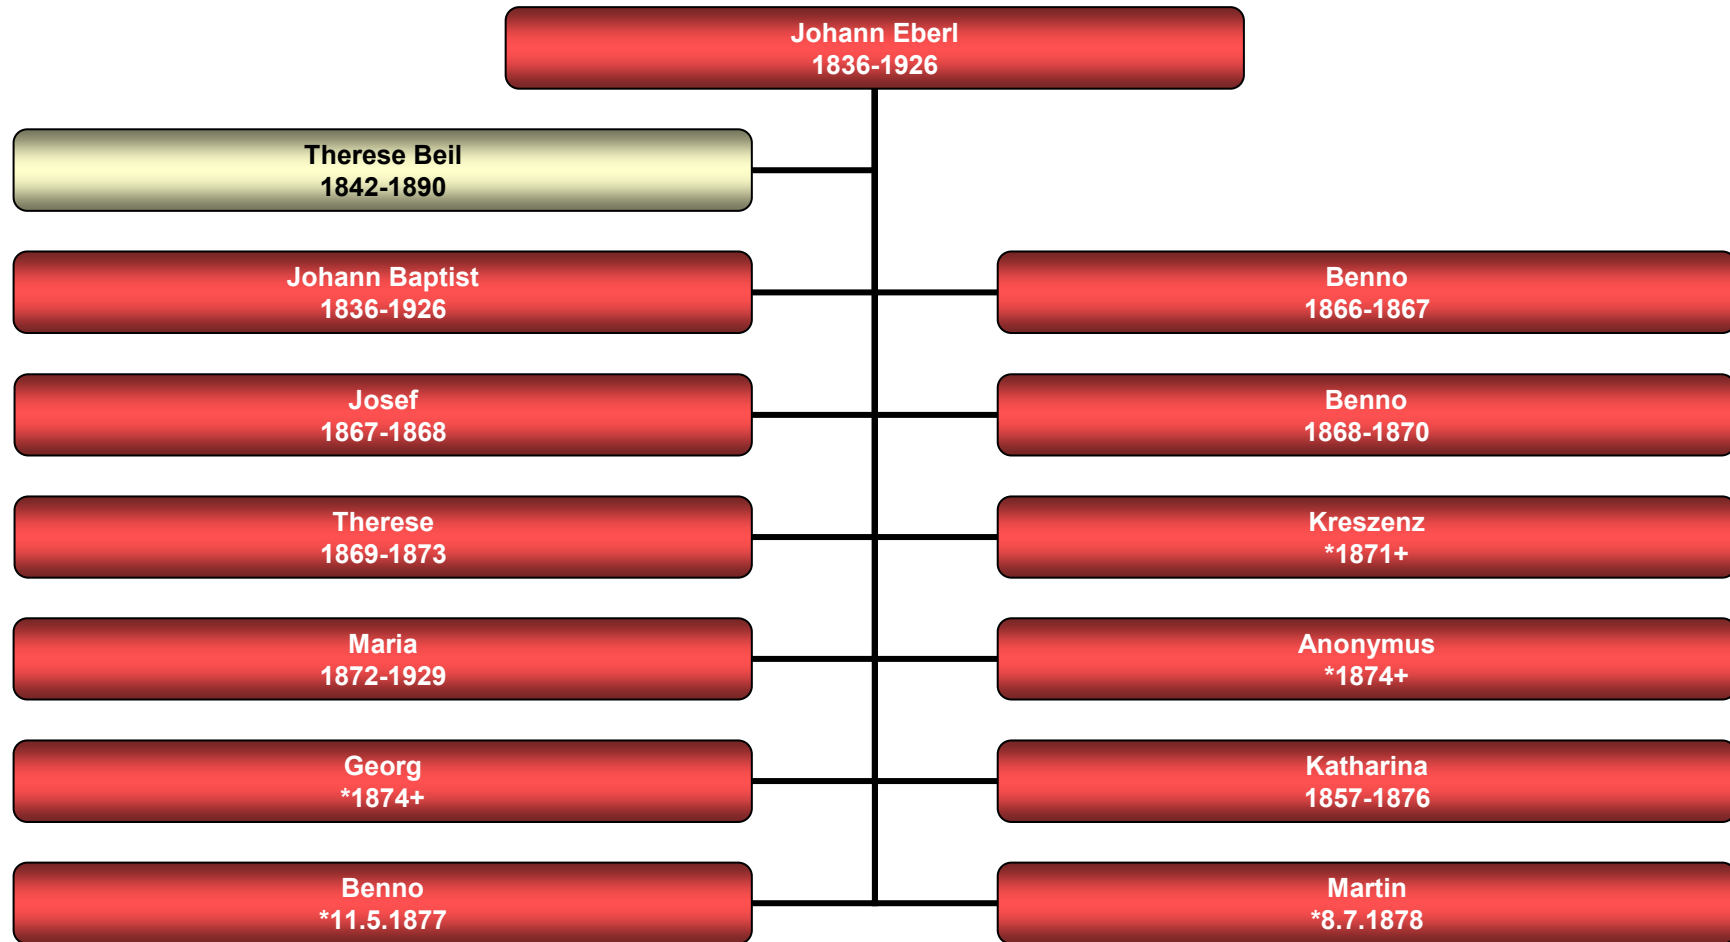 Johann Eberl
1836-1926
Therese Beil
1842-1890
Johann Baptist
1836-1926
Benno
1866-1867
Josef
1867-1868
Benno
1868-1870
Therese
1869-1873
Kreszenz
*1871+
Maria
1872-1929
Anonymus
*1874+
Georg
*1874+
Katharina
1857-1876
Benno
*11.5.1877
Martin
*8.7.1878